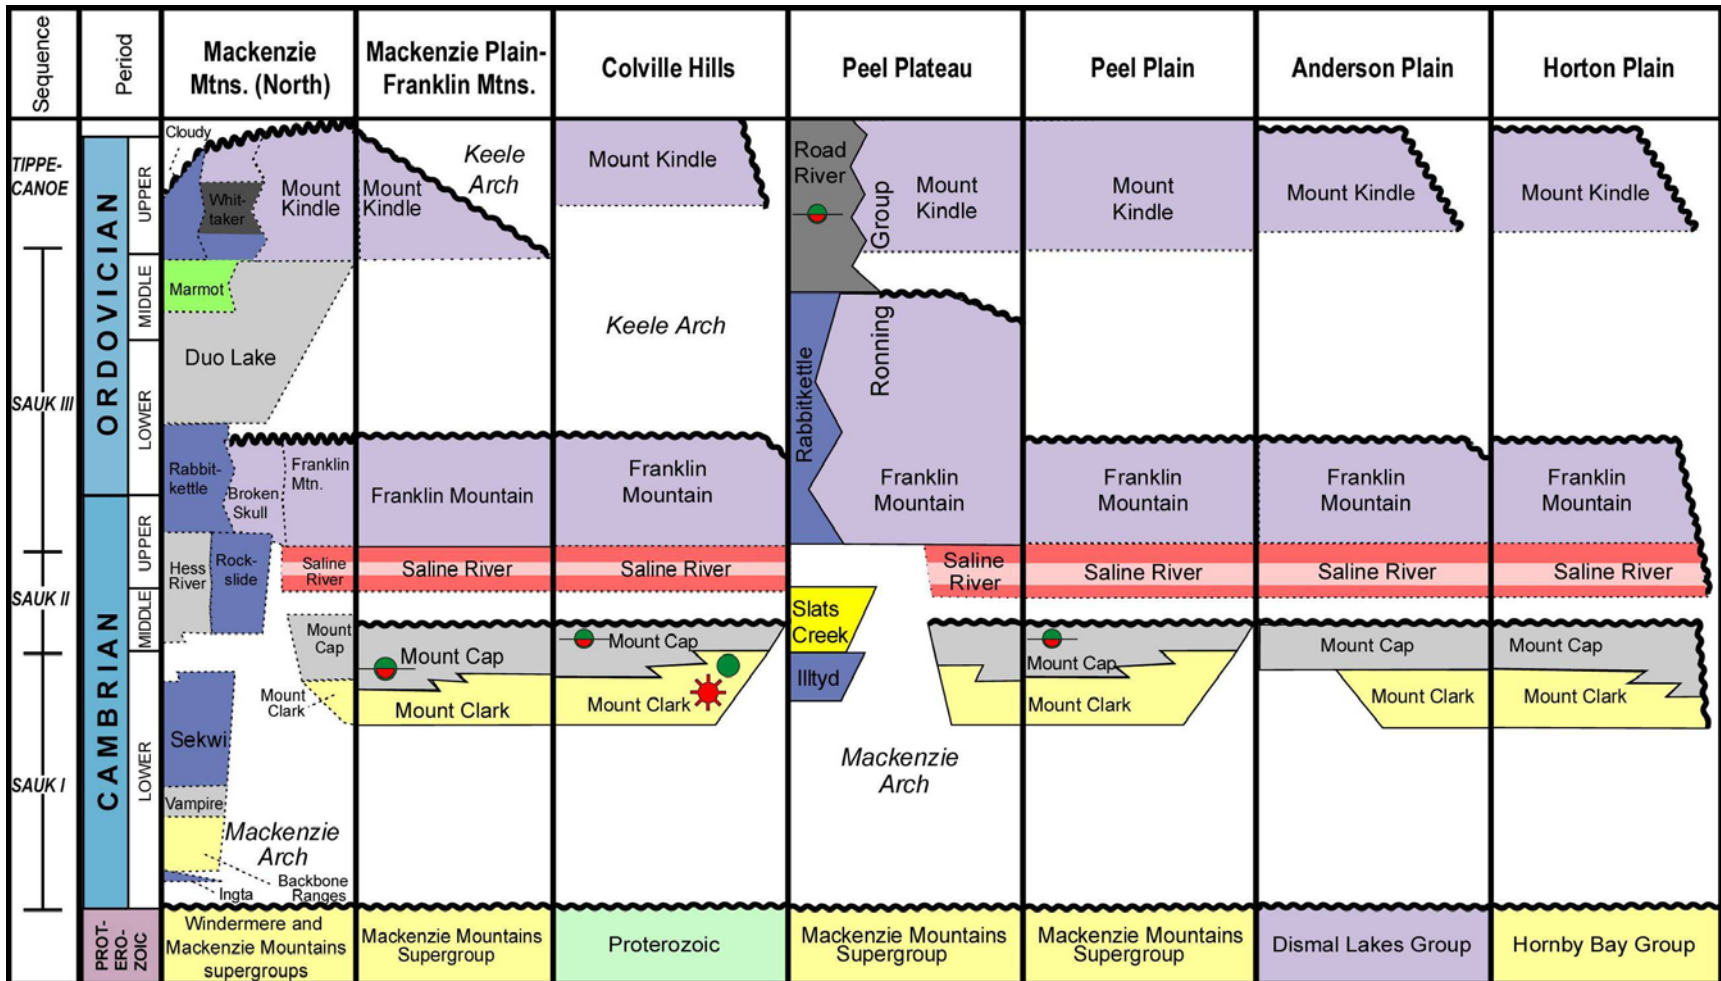 Sequence
Period
Mackenzie
Mtns. (North)
Mackenzie Plain-
Franklin Mtns.
Colville Hills
Peel Plateau
Peel Plain
Anderson Plain
Horton Plain
TIPPE-
CANOE
SAUK III
SAUK II
SAUK I
ORDOVICIAN
CAMBRIAN
PROT-
ERO-
ZOIC
UPPER
MIDDLE
LOWER
UPPER
MIDDLE
LOWER
Cloudy
Whit-
taker
Mount
Kindle
Marmot
Duo Lake
Rabbit-
kettle
Broken
Skull
Franklin
Mtn.
Hess
River
Rock-
slide
Saline
River
Mount
Cap
Mount
Clark
Sekwi
Vampire
Mackenzie
Arch
Backbone
Ranges
Ingta
Windermere and
Mackenzie Mountains
supergroups
Mount
Kindle
Keele
Arch
Franklin Mountain
Saline River
Mount Cap
Mount Clark
Mackenzie Mountains
Supergroup
Mount Kindle
Keele Arch
Franklin
Mountain
Saline River
Mount Cap
Mount Clark
Proterozoic
Road
River
Group
Mount
Kindle
Ronning
Rabbitkettle
Franklin
Mountain
Saline
River
Slats
Creek
Illtyd
Mackenzie
Arch
Mackenzie Mountains
Supergroup
Mount
Kindle
Franklin
Mountain
Saline River
Mount Cap
Mount Clark
Mackenzie Mountains
Supergroup
Mount Kindle
Franklin
Mountain
Saline River
Mount Cap
Mount Clark
Dismal Lakes Group
Mount Kindle
Franklin
Mountain
Saline River
Mount Cap
Mount Clark
Hornby Bay Group